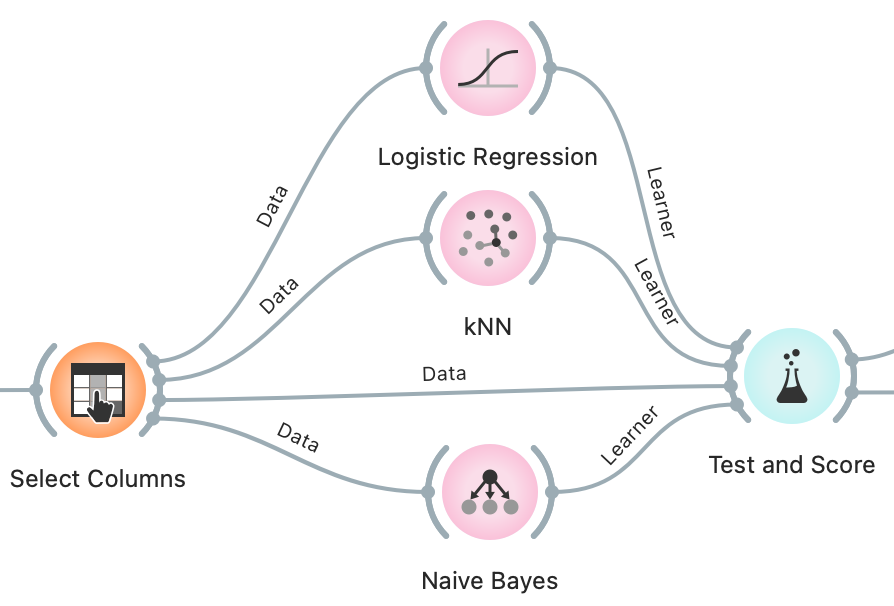 Logistic Regression
Data
Learner
Data
Learner
kNN
Data
Data
Learner
Select Columns
Test and Score
Naive Bayes